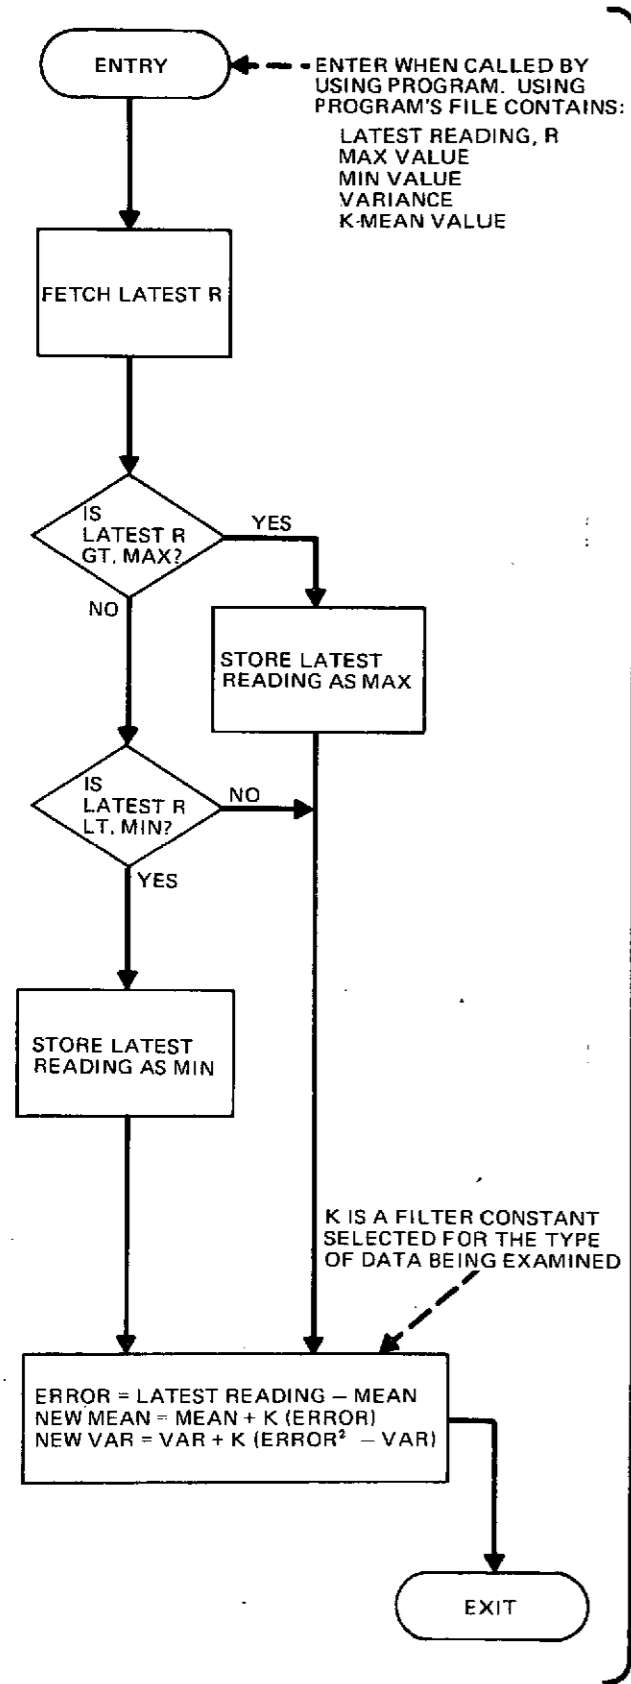 ENTRY
ENTER WHEN CALLED BY
USING PROGRAM. USING
PROGRAM'S FILE CONTAINS:
LATEST READING, R
MAX VALUE
MIN VALUE
VARIANCE
K-MEAN VALUE
FETCH LATEST R
IS
LATEST R
GT. MAX?
YES
NO
STORE LATEST
READING AS MAX
IS
LATEST R
LT. MIN?
NO
YES
STORE LATEST
READING AS MIN
K IS A FILTER CONSTANT
SELECTED FOR THE TYPE
OF DATA BEING EXAMINED
ERROR = LATEST READING – MEAN
NEW MEAN = MEAN + K (ERROR)
NEW VAR = VAR + K (ERROR² – VAR)
EXIT